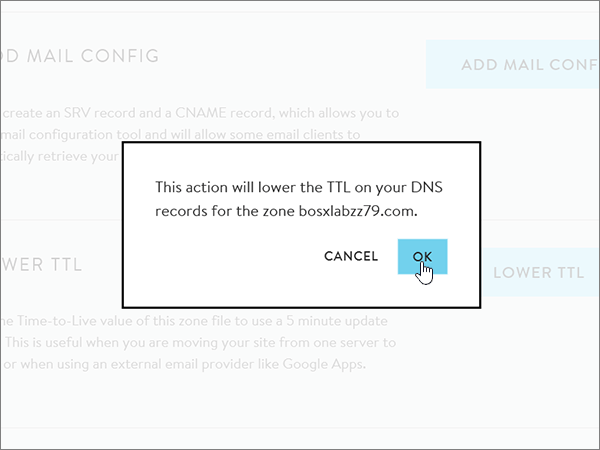 DD MAIL CONFIG
ADD MAIL CONF
create an SRV record and a CNAME record, which allows you to
mail configuration tool and will allow some email clients to
tically retrieve your
This action will lower the TTL on your DNS
records for the zone bosxlabzz79.com.
CANCEL OK
WER TTL
LOWER TTL
he Time-to-Live value of this zone file to use a 5 minute update
This is useful when you are moving your site from one server to
or when using an external email provider like Google Apps.